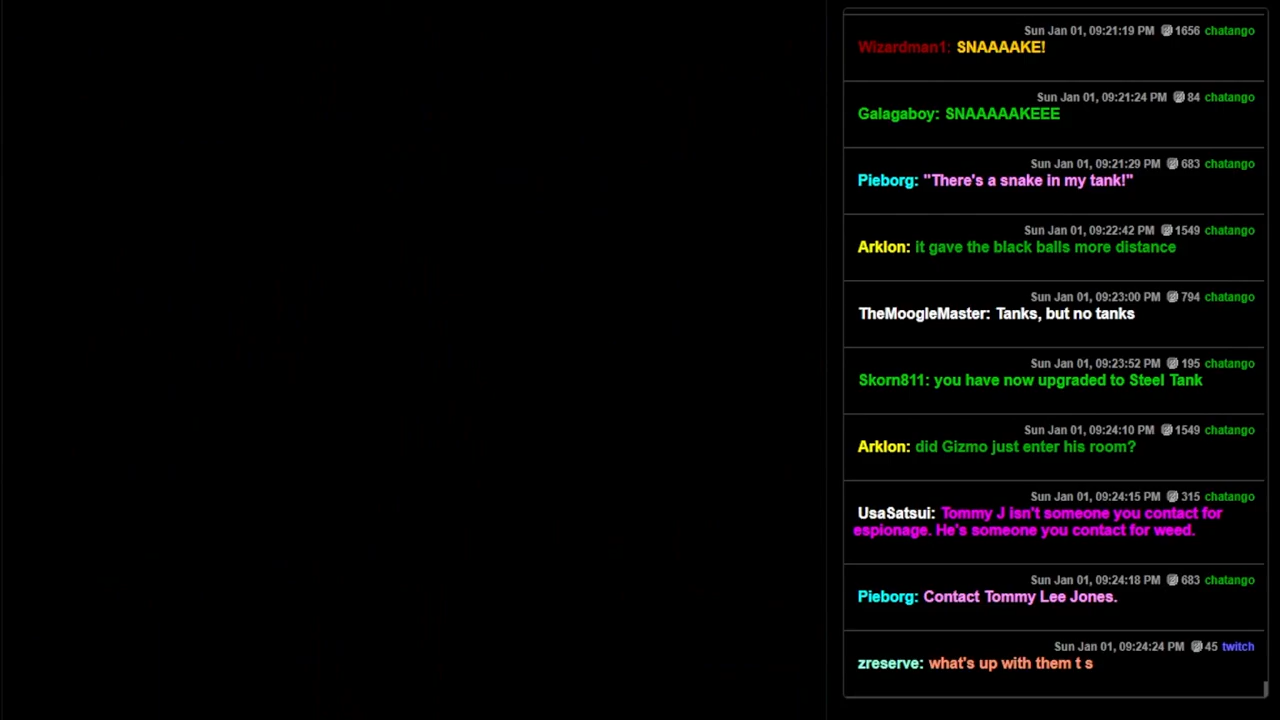 Sun Jan 01, 09:21:19 PM 1656 chatango
Wizardman1: SNAAAAKE!
Sun Jan 01, 09:21:24 PM 84 chatango
Galagaboy: SNAAAAAKEEE
Sun Jan 01, 09:21:29 PM 683 chatango
Pieborg: "There's a snake in my tank!"
Sun Jan 01, 09:22:42 PM 1549 chatango
Arklon: it gave the black balls more distance
Sun Jan 01, 09:23:00 PM 794 chatango
TheMoogleMaster: Tanks, but no tanks
Sun Jan 01, 09:23:52 PM 195 chatango
Skorn811: you have now upgraded to Steel Tank
Sun Jan 01, 09:24:10 PM 1549 chatango
Arklon: did Gizmo just enter his room?
Sun Jan 01, 09:24:15 PM 315 chatango
UsaSatsui: Tommy J isn't someone you contact for
espionage. He's someone you contact for weed.
Sun Jan 01, 09:24:18 PM 683 chatango
Pieborg: Contact Tommy Lee Jones.
Sun Jan 01, 09:24:24 PM 45 twitch
zreserve: what's up with them t s